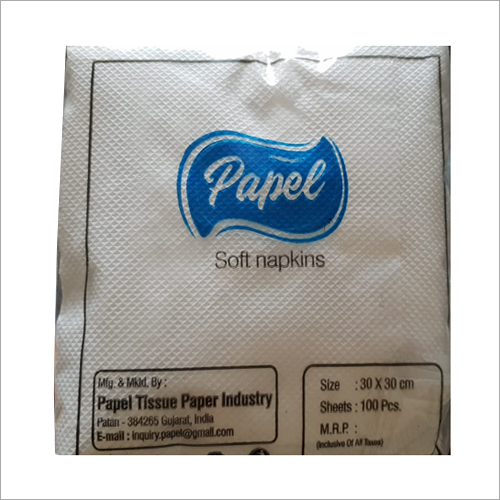 Papel
Soft napkins
Mfg. & Mktd. By :
Papel Tissue Paper Industry
Patan - 384265 Gujarat, India
E-mail : inquiry.papel@gmail.com
Size : 30 X 30 cm
Sheets : 100 Pcs.
M.R.P. :
(Inclusive Of All Taxes)